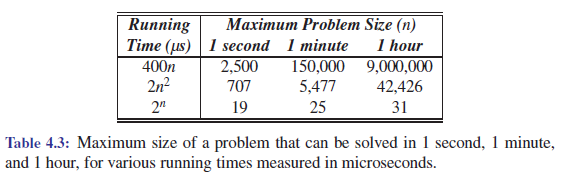 Running Maximum Problem Size (n)
Time (μs) 1 second 1 minute 1 hour
400n 2,500 150,000 9,000,000
2n² 707 5,477 42,426
2ⁿ 19 25 31
Table 4.3: Maximum size of a problem that can be solved in 1 second, 1 minute,
and 1 hour, for various running times measured in microseconds.